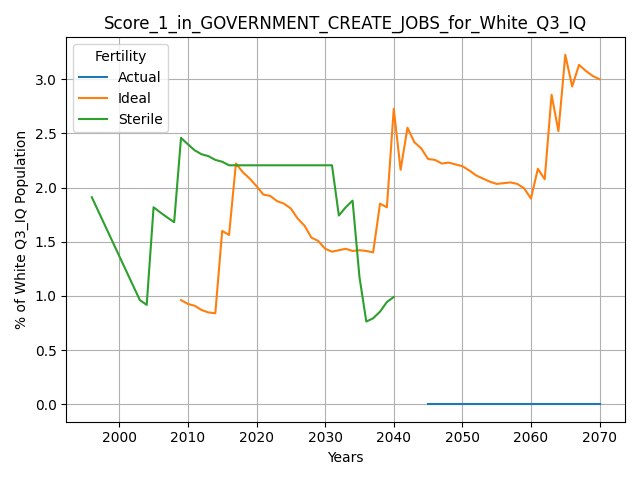 Score_1_in_GOVERNMENT_CREATE_JOBS_for_White_Q3_IQ
Fertility
Actual
Ideal
Sterile
% of White Q3_IQ Population
3.0
2.5
2.0
1.5
1.0
0.5
0.0
2000 2010 2020 2030 2040 2050 2060 2070
Years